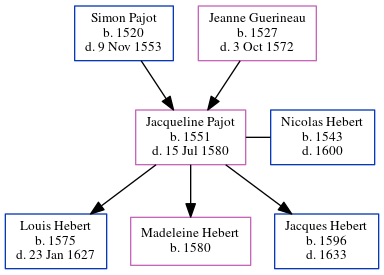 Simon Pajot
b. 1520
d. 9 Nov 1553
Jeanne Guerineau
b. 1527
d. 3 Oct 1572
Jacqueline Pajot
b. 1551
d. 15 Jul 1580
Nicolas Hebert
b. 1543
d. 1600
Louis Hebert
b. 1575
d. 23 Jan 1627
Madeleine Hebert
b. 1580
Jacques Hebert
b. 1596
d. 1633